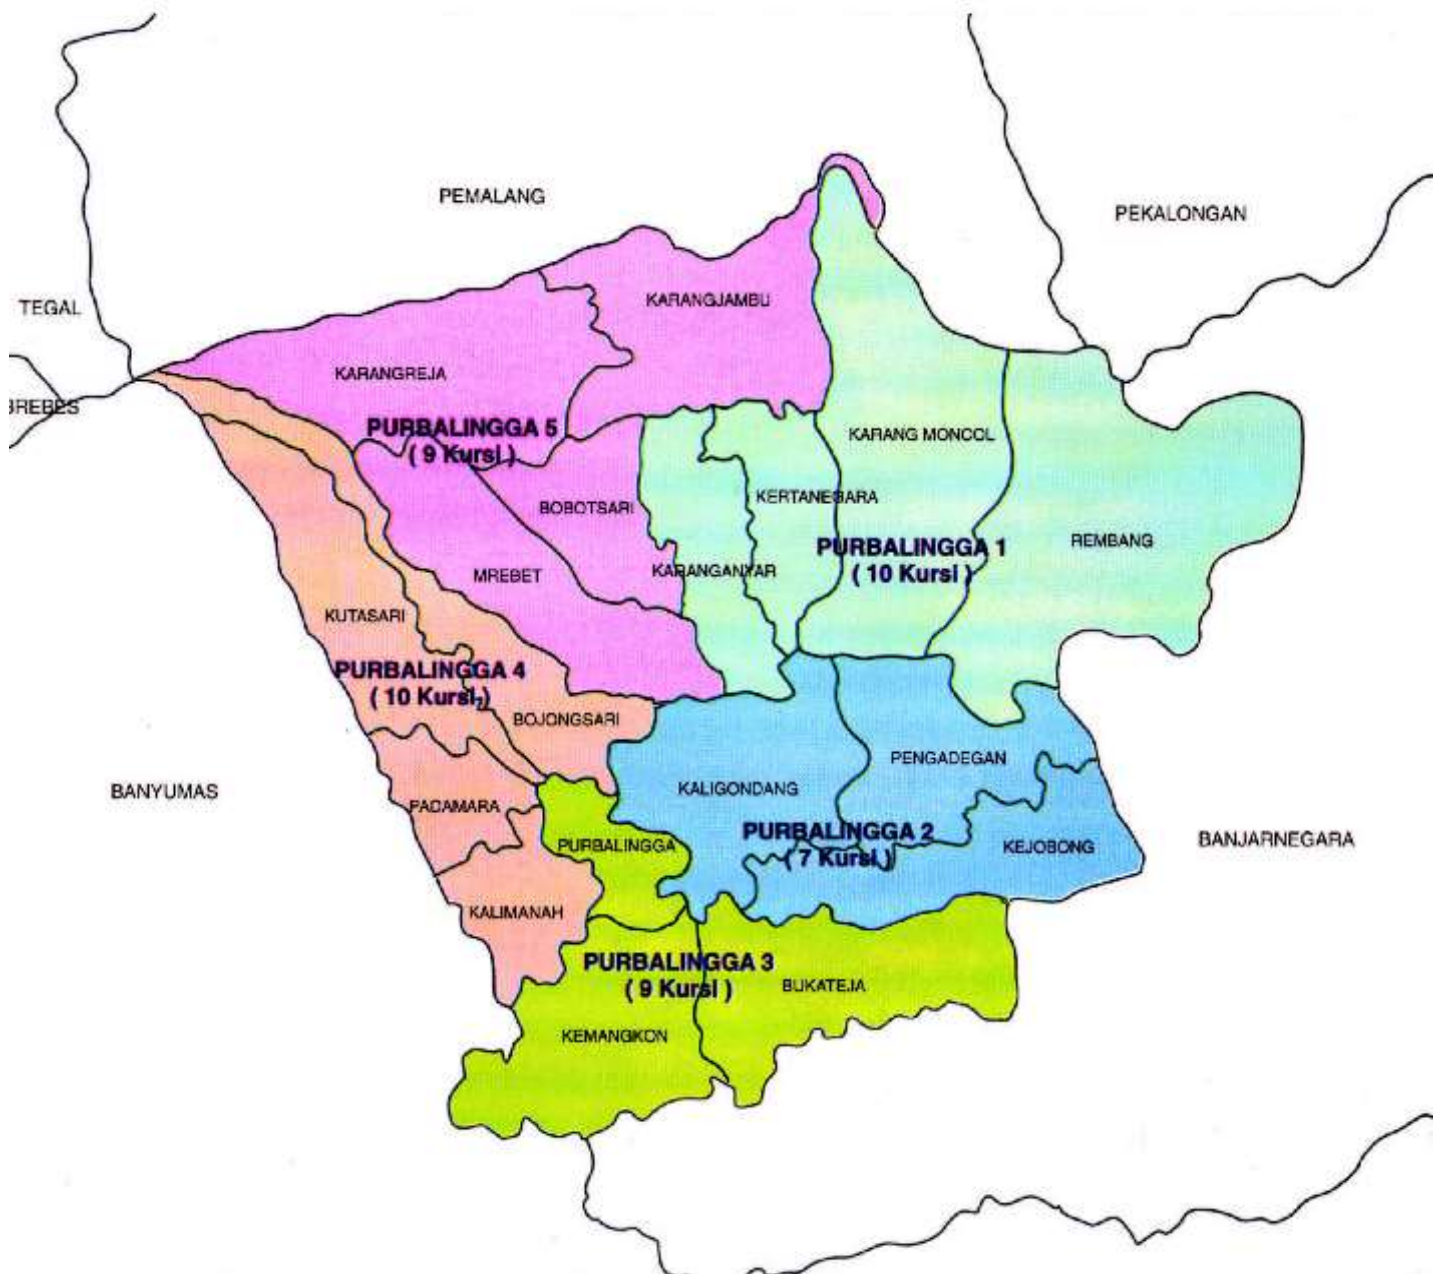 PEMALANG
PEKALONGAN
TEGAL
KARANGJAMBU
KARANGREJA
BREBES
PURBALINGGA 5
( 9 Kursi )
KARANG MONCOL
KERTANEGARA
BOBOTSARI
PURBALINGGA 1
( 10 Kursi )
REMBANG
KARANGANYAR
MREBET
KUTASARI
PURBALINGGA 4
( 10 Kursi )
BOJONGSARI
PENGADEGAN
KALIGONDANG
BANYUMAS
PADAMARA
PURBALINGGA 2
( 7 Kursi )
PURBALINGGA
KEJOBONG
BANJARNEGARA
KALIMANAH
PURBALINGGA 3
( 9 Kursi )
BUKATEJA
KEMANGKON